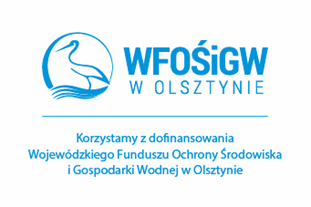 WFOŚiGW
W OLSZTYNIE
Korzystamy z dofinansowania
Wojewódzkiego Funduszu Ochrony Środowiska
i Gospodarki Wodnej w Olsztynie